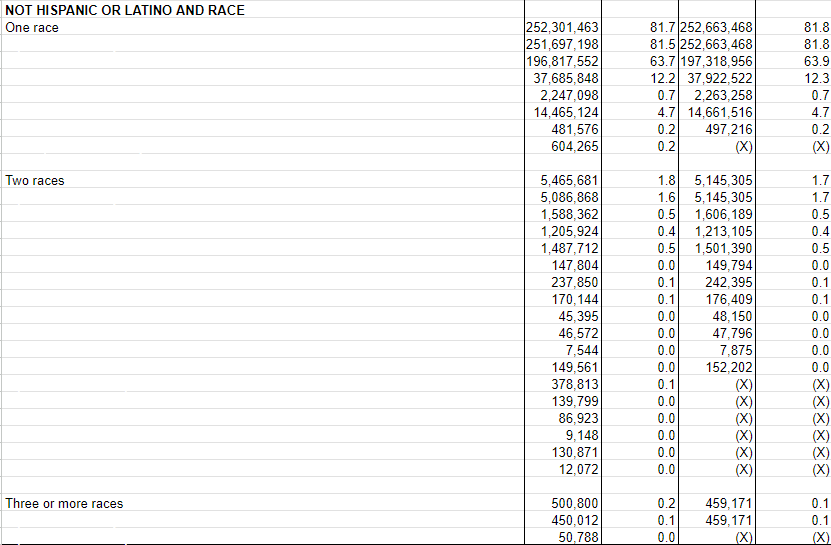 NOT HISPANIC OR LATINO AND RACE
One race 252,301,463 81.7 252,663,468 81.8
251,697,198 81.5 252,663,468 81.8
196,817,552 63.7 197,318,956 63.9
37,685,848 12.2 37,922,522 12.3
2,247,098 0.7 2,263,258 0.7
14,465,124 4.7 14,661,516 4.7
481,576 0.2 497,216 0.2
604,265 0.2 (X) (X)
Two races 5,465,681 1.8 5,145,305 1.7
5,086,868 1.6 5,145,305 1.7
1,588,362 0.5 1,606,189 0.5
1,205,924 0.4 1,213,105 0.4
1,487,712 0.5 1,501,390 0.5
147,804 0.0 149,794 0.0
237,850 0.1 242,395 0.1
170,144 0.1 176,409 0.1
45,395 0.0 48,150 0.0
46,572 0.0 47,796 0.0
7,544 0.0 7,875 0.0
149,561 0.0 152,202 0.0
378,813 0.1 (X) (X)
139,799 0.0 (X) (X)
86,923 0.0 (X) (X)
9,148 0.0 (X) (X)
130,871 0.0 (X) (X)
12,072 0.0 (X) (X)
Three or more races 500,800 0.2 459,171 0.1
450,012 0.1 459,171 0.1
50,788 0.0 (X) (X)